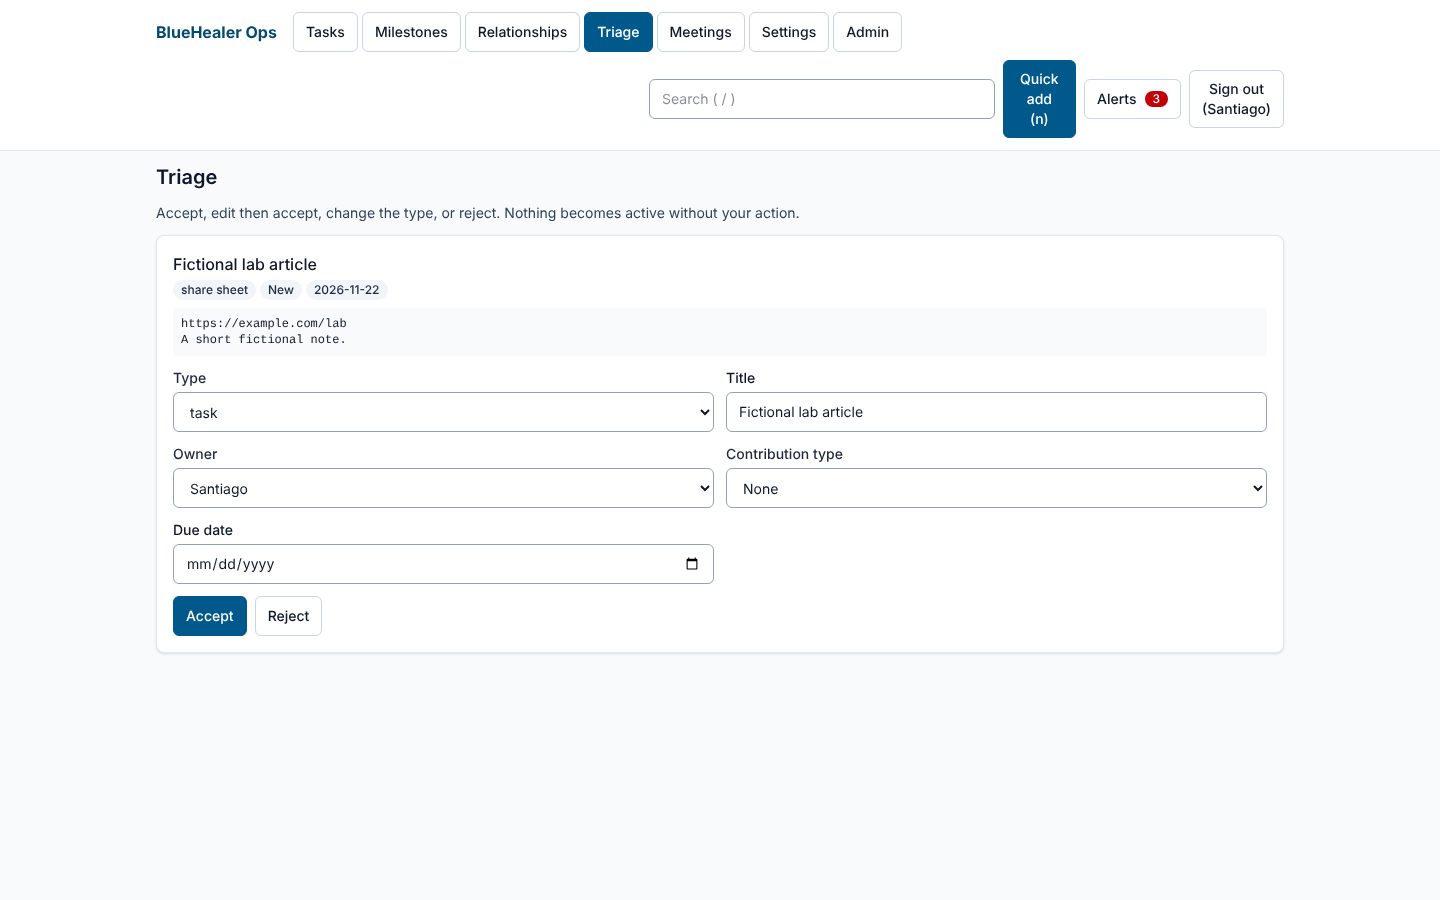 BlueHealer Ops Tasks Milestones Relationships Triage Meetings Settings Admin
Search ( / ) Quick add (n) Alerts 3 Sign out (Santiago)
Triage
Accept, edit then accept, change the type, or reject. Nothing becomes active without your action.
Fictional lab article
share sheet New 2026-11-22
https://example.com/lab
A short fictional note.
Type Title
task Fictional lab article
Owner Contribution type
Santiago None
Due date
mm/dd/yyyy
Accept Reject